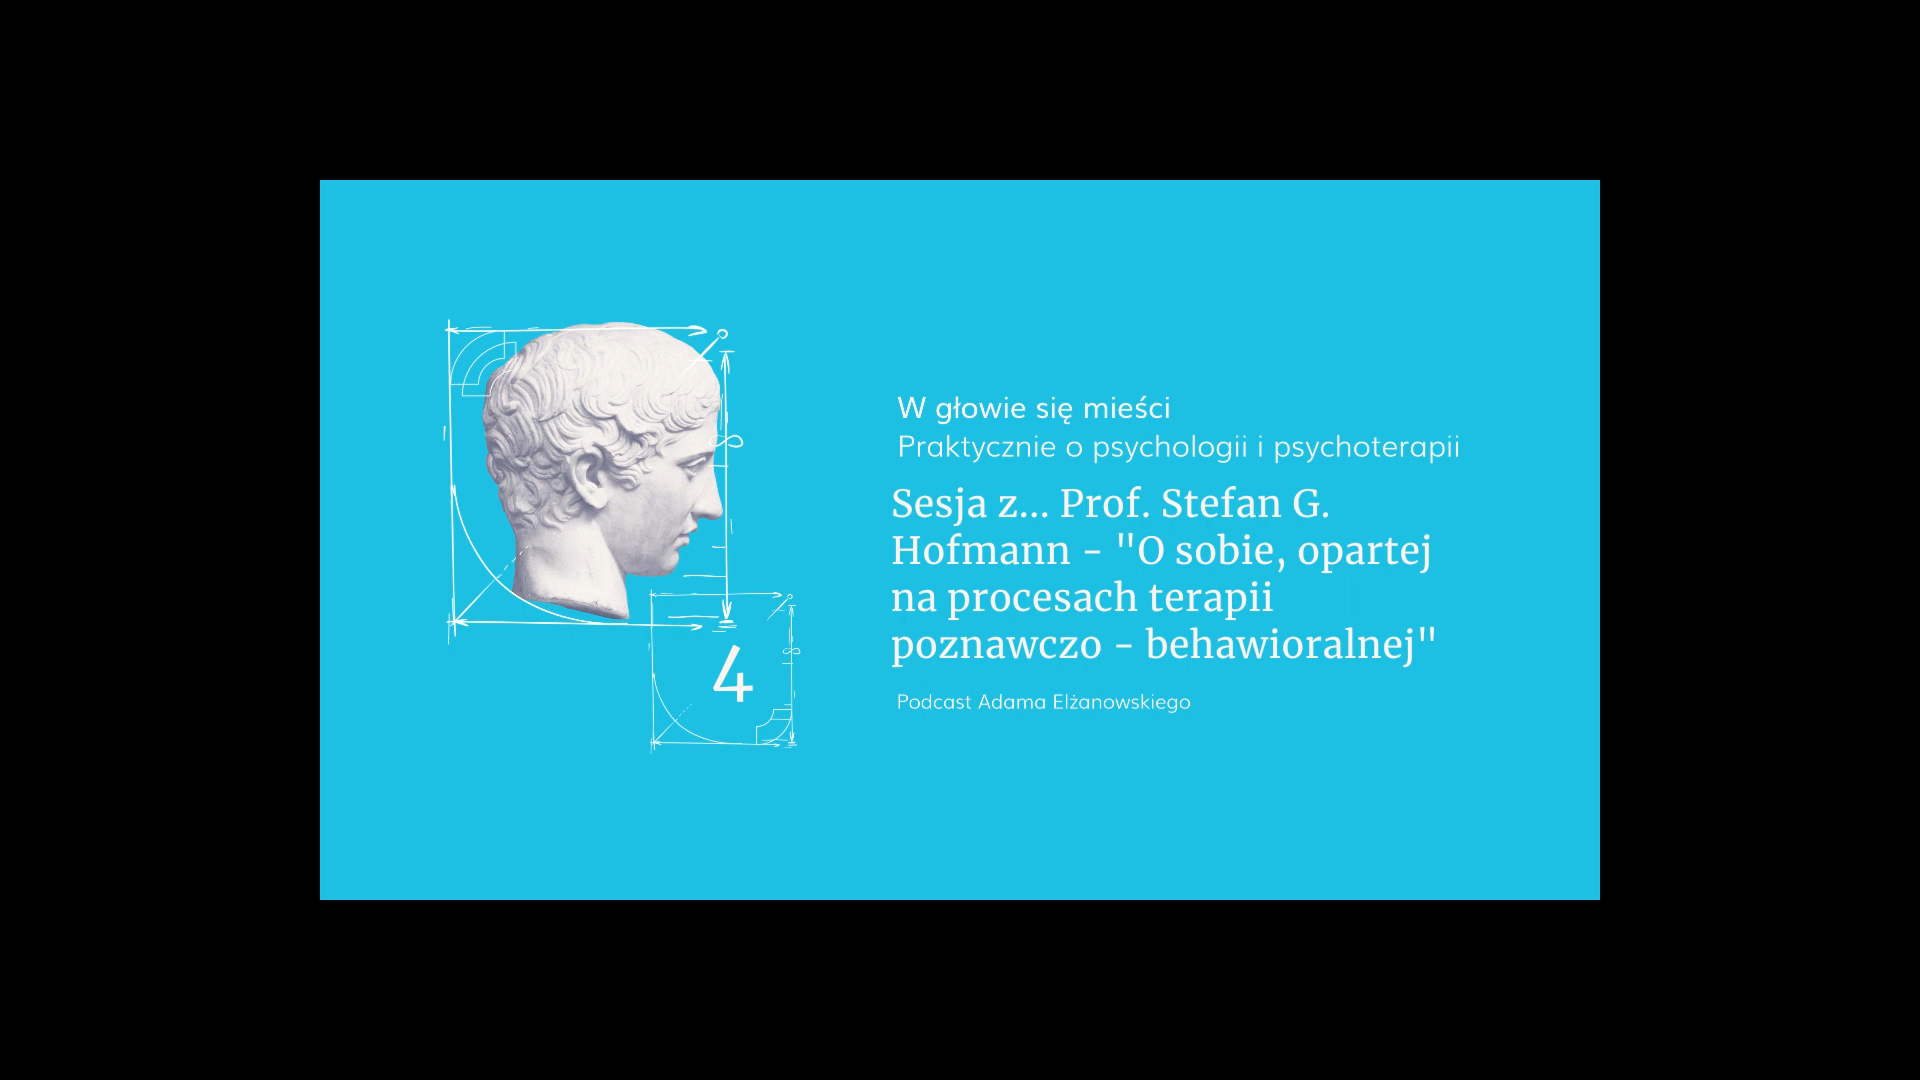 W głowie się mieści
Praktycznie o psychologii i psychoterapii
Sesja z... Prof. Stefan G.
Hofmann - "O sobie, opartej
na procesach terapii
poznawczo - behawioralnej"
4
Podcast Adama Elżanowskiego